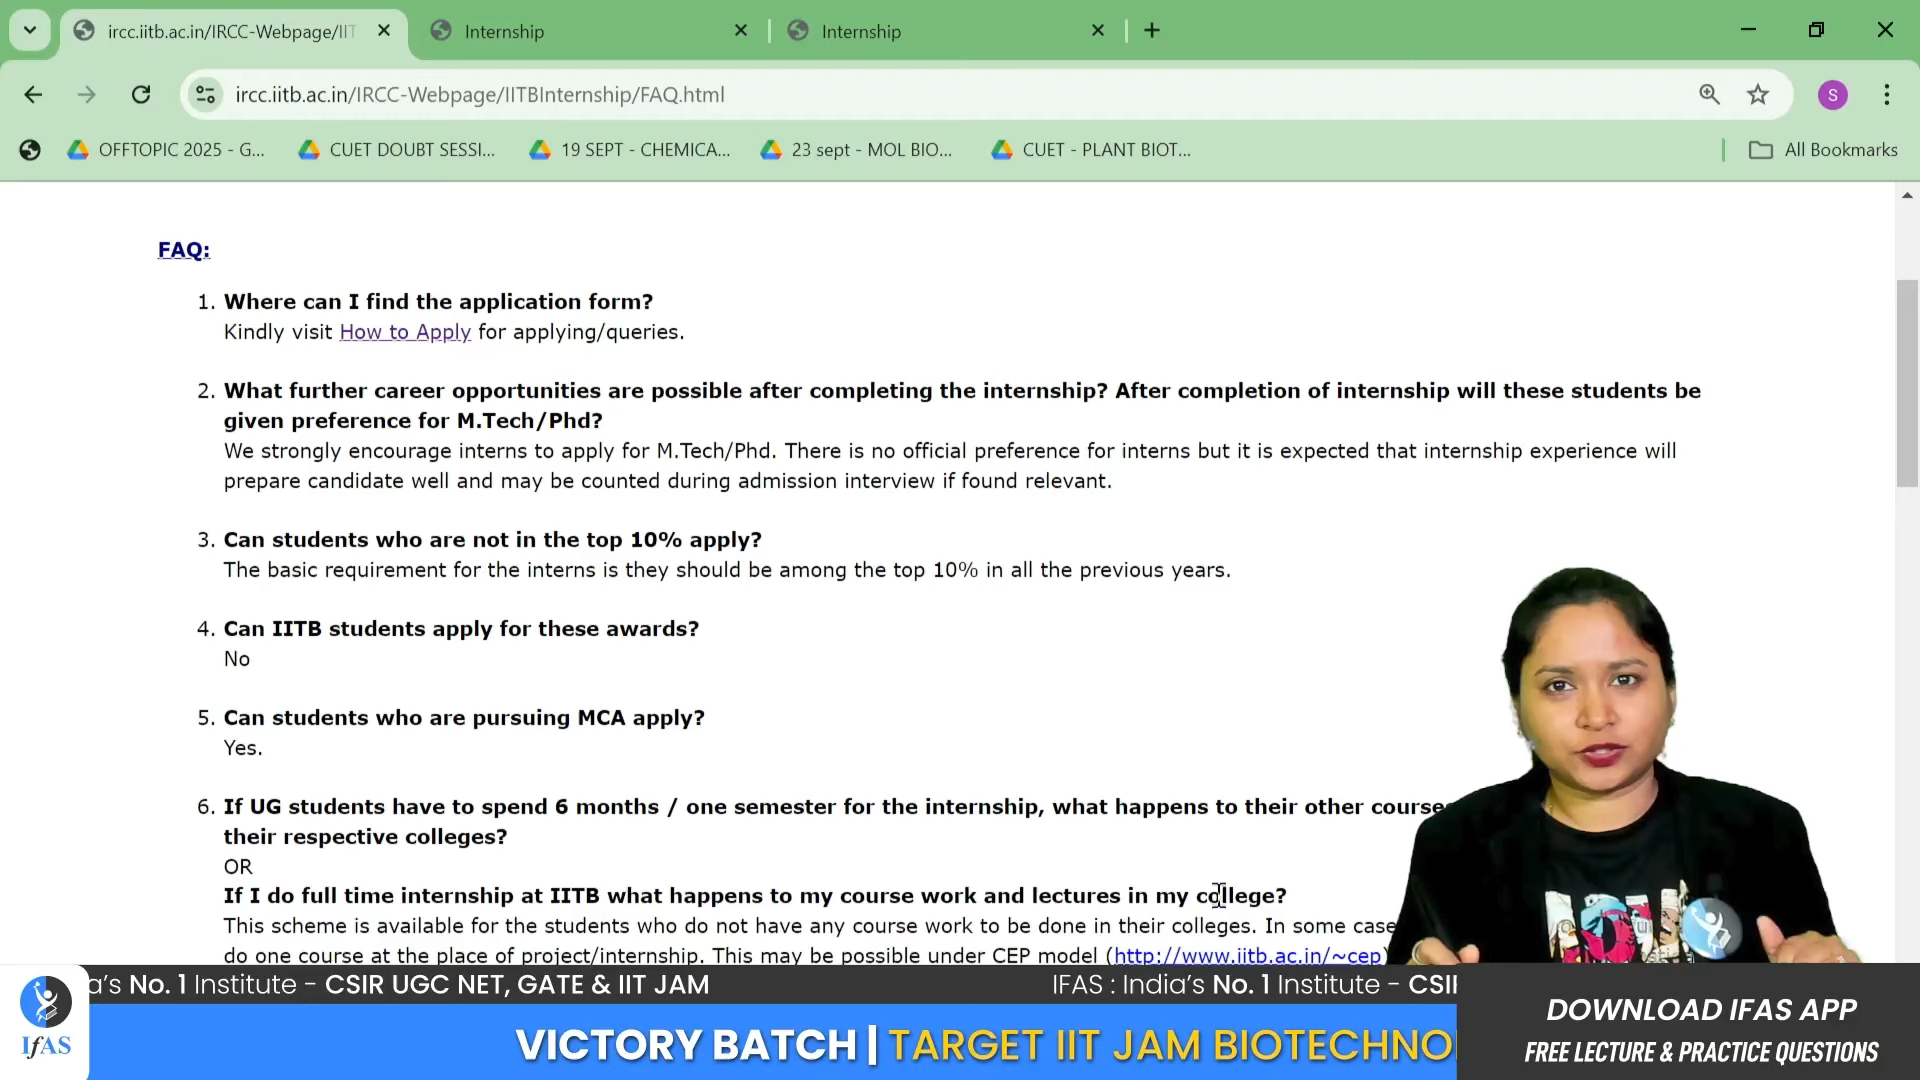 ircc.iitb.ac.in/IRCC-Webpage/IIT
Internship
Internship
ircc.iitb.ac.in/IRCC-Webpage/IITBInternship/FAQ.html
S
OFFTOPIC 2025 - G...
CUET DOUBT SESSI...
19 SEPT - CHEMICA...
23 sept - MOL BIO...
CUET - PLANT BIOT...
All Bookmarks
FAQ:
1. Where can I find the application form?
Kindly visit How to Apply for applying/queries.
2. What further career opportunities are possible after completing the internship? After completion of internship will these students be
given preference for M.Tech/Phd?
We strongly encourage interns to apply for M.Tech/Phd. There is no official preference for interns but it is expected that internship experience will
prepare candidate well and may be counted during admission interview if found relevant.
3. Can students who are not in the top 10% apply?
The basic requirement for the interns is they should be among the top 10% in all the previous years.
4. Can IITB students apply for these awards?
No
5. Can students who are pursuing MCA apply?
Yes.
6. If UG students have to spend 6 months / one semester for the internship, what happens to their other course
their respective colleges?
OR
If I do full time internship at IITB what happens to my course work and lectures in my college?
This scheme is available for the students who do not have any course work to be done in their colleges. In some case
do one course at the place of project/internship. This may be possible under CEP model (http://www.iitb.ac.in/~cep)
a's No. 1 Institute - CSIR UGC NET, GATE & IIT JAM
IFAS : India's No. 1 Institute - CSI
IfAS
VICTORY BATCH | TARGET IIT JAM BIOTECHNO
DOWNLOAD IFAS APP
FREE LECTURE & PRACTICE QUESTIONS